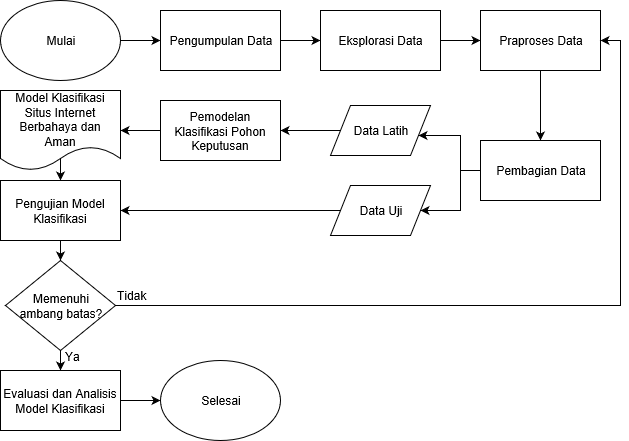 Mulai
Pengumpulan Data
Eksplorasi Data
Praproses Data
Model Klasifikasi
Situs Internet
Berbahaya dan
Aman
Pemodelan
Klasifikasi Pohon
Keputusan
Data Latih
Pembagian Data
Pengujian Model
Klasifikasi
Data Uji
Memenuhi
ambang batas?
Tidak
Ya
Evaluasi dan Analisis
Model Klasifikasi
Selesai